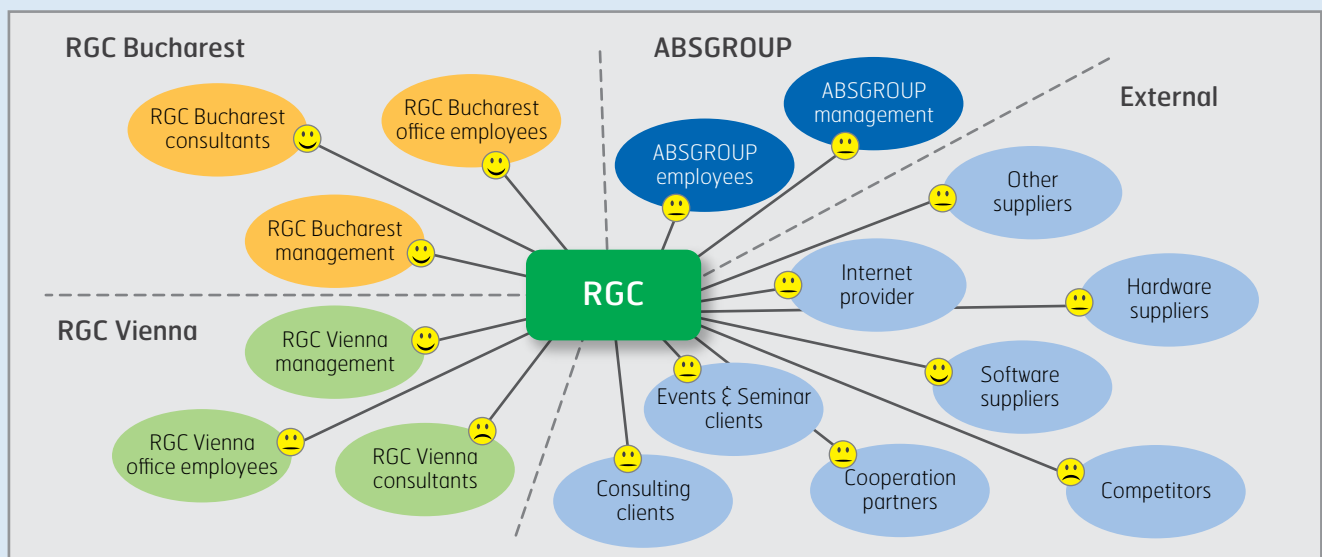 RGC Bucharest
RGC Bucharest
consultants
RGC Bucharest
office employees
RGC Bucharest
management
ABSGROUP
ABSGROUP
management
ABSGROUP
employees
External
Other
suppliers
Internet
provider
Hardware
suppliers
Software
suppliers
RGC
RGC Vienna
RGC Vienna
management
RGC Vienna
office employees
RGC Vienna
consultants
Events & Seminar
clients
Consulting
clients
Cooperation
partners
Competitors